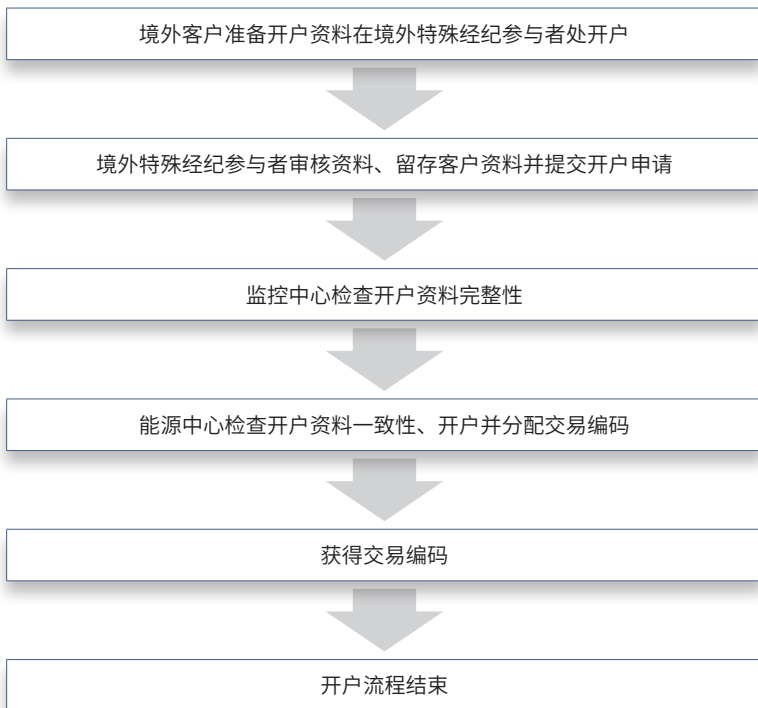 境外客户准备开户资料在境外特殊经纪参与者处开户
境外特殊经纪参与者审核资料、留存客户资料并提交开户申请
监控中心检查开户资料完整性
能源中心检查开户资料一致性、开户并分配交易编码
获得交易编码
开户流程结束